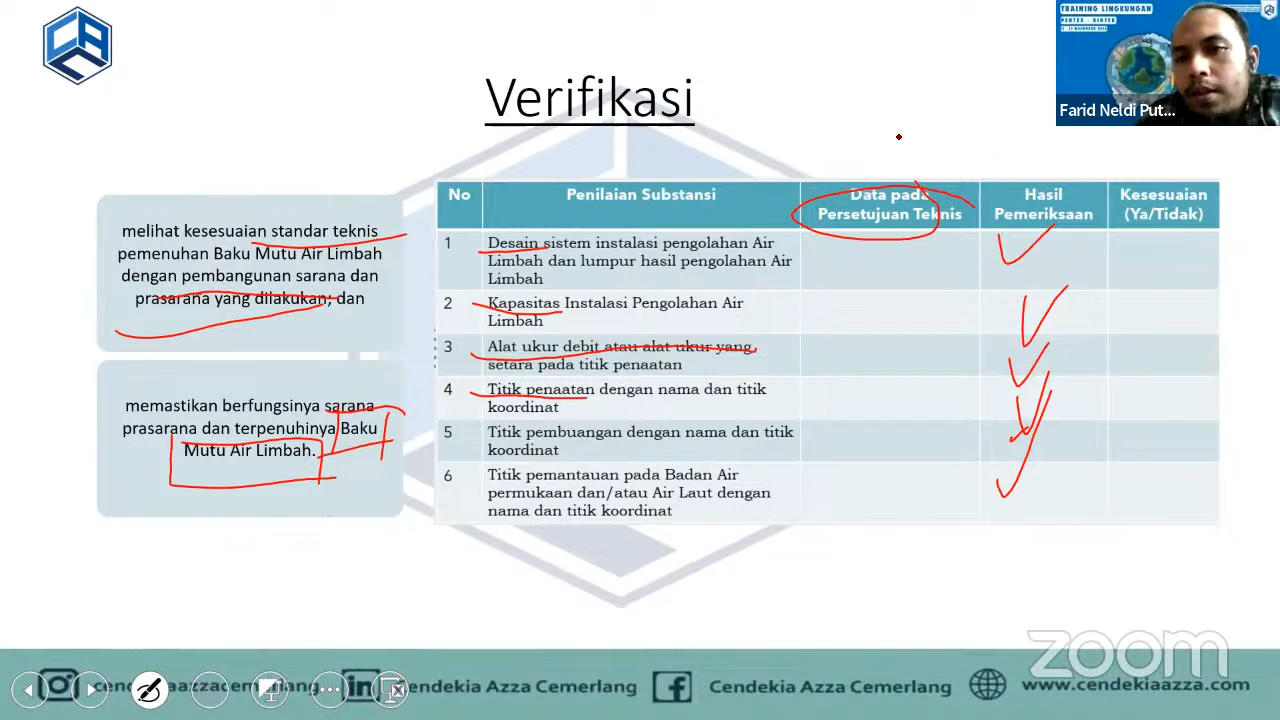 TRAINING LINGKUNGAN
PERTEK - RINTEK
Farid Neldi Put...
Verifikasi
melihat kesesuaian standar teknis
pemenuhan Baku Mutu Air Limbah
dengan pembangunan sarana dan
prasarana yang dilakukan; dan
memastikan berfungsinya sarana
prasarana dan terpenuhinya Baku
Mutu Air Limbah.
No Penilaian Substansi Data pada Persetujuan Teknis Hasil Pemeriksaan Kesesuaian (Ya/Tidak)
1 Desain sistem instalasi pengolahan Air
Limbah dan lumpur hasil pengolahan Air
Limbah
2 Kapasitas Instalasi Pengolahan Air
Limbah
3 Alat ukur debit atau alat ukur yang
setara pada titik penaatan
4 Titik penaatan dengan nama dan titik
koordinat
5 Titik pembuangan dengan nama dan titik
koordinat
6 Titik pemantauan pada Badan Air
permukaan dan/atau Air Laut dengan
nama dan titik koordinat
zoom
cendekiaazzacemerlang Cendekia Azza Cemerlang Cendekia Azza Cemerlang www.cendekiaazza.com